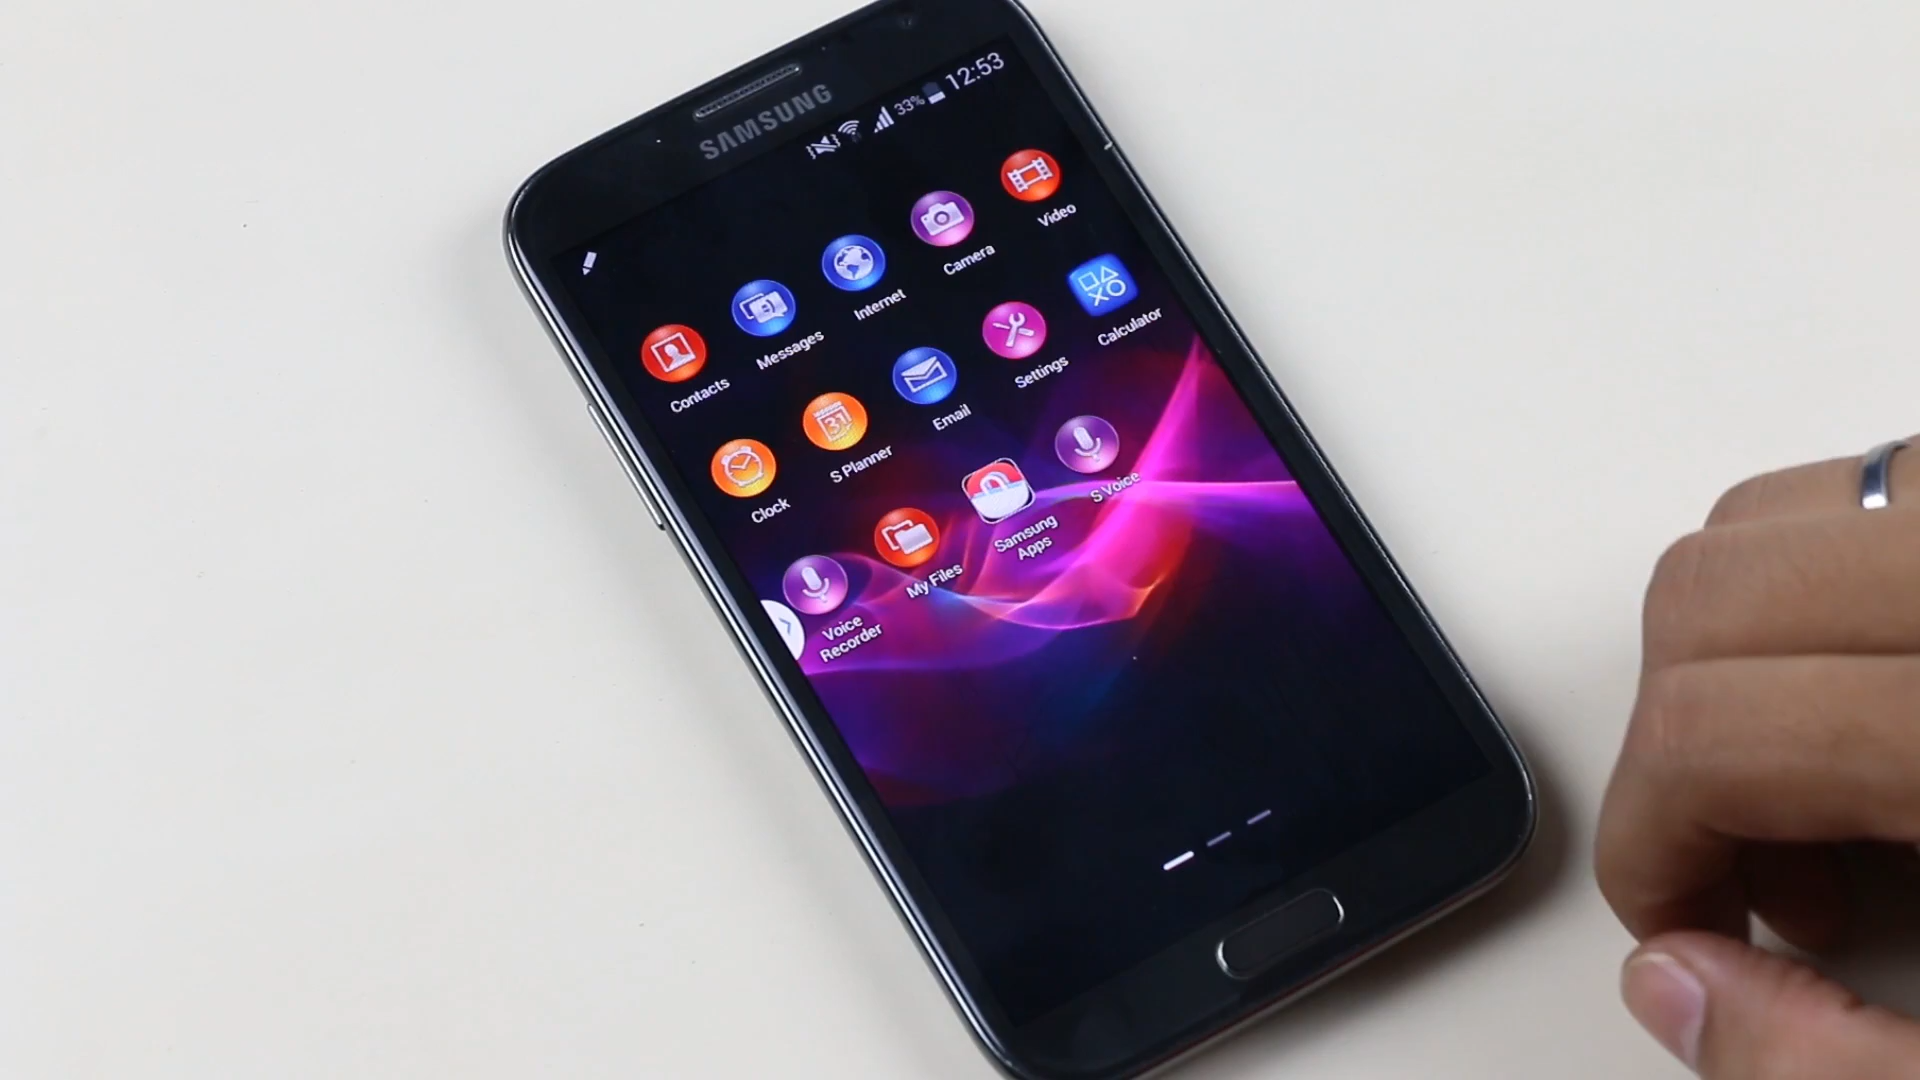 SAMSUNG
33% 12:53
Contacts
Messages
Internet
Camera
Video
Clock
S Planner
31
Email
Settings
Calculator
Voice
Recorder
My Files
Samsung
Apps
S Voice